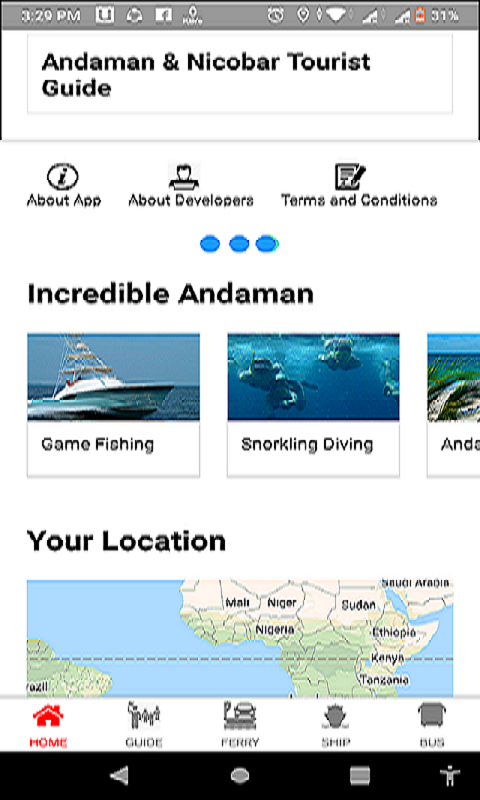 3:29 PM 31%
Andaman & Nicobar Tourist
Guide
About App About Developers Terms and Conditions
Incredible Andaman
Game Fishing Snorkling Diving Anda
Your Location
Saudi Arabia
Mali Niger Sudan
Nigeria Ethiopia
Kenya
razil Tanzania
HOME GUIDE FERRY SHIP BUS